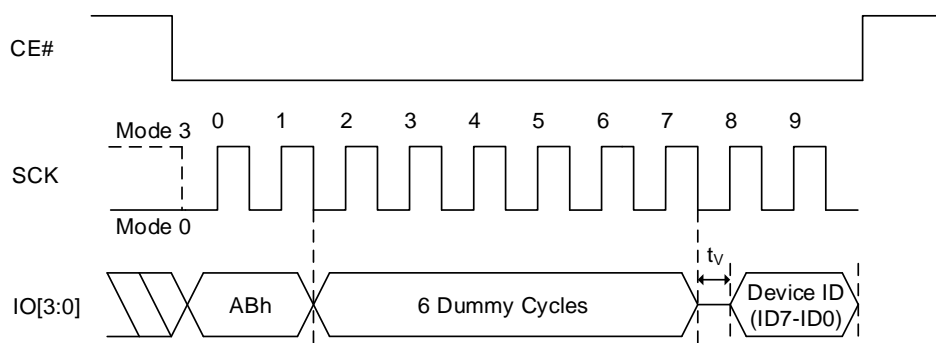 CE#
Mode 3
0 1 2 3 4 5 6 7 8 9
SCK
Mode 0
tV
IO[3:0]
ABh
6 Dummy Cycles
Device ID
(ID7-ID0)